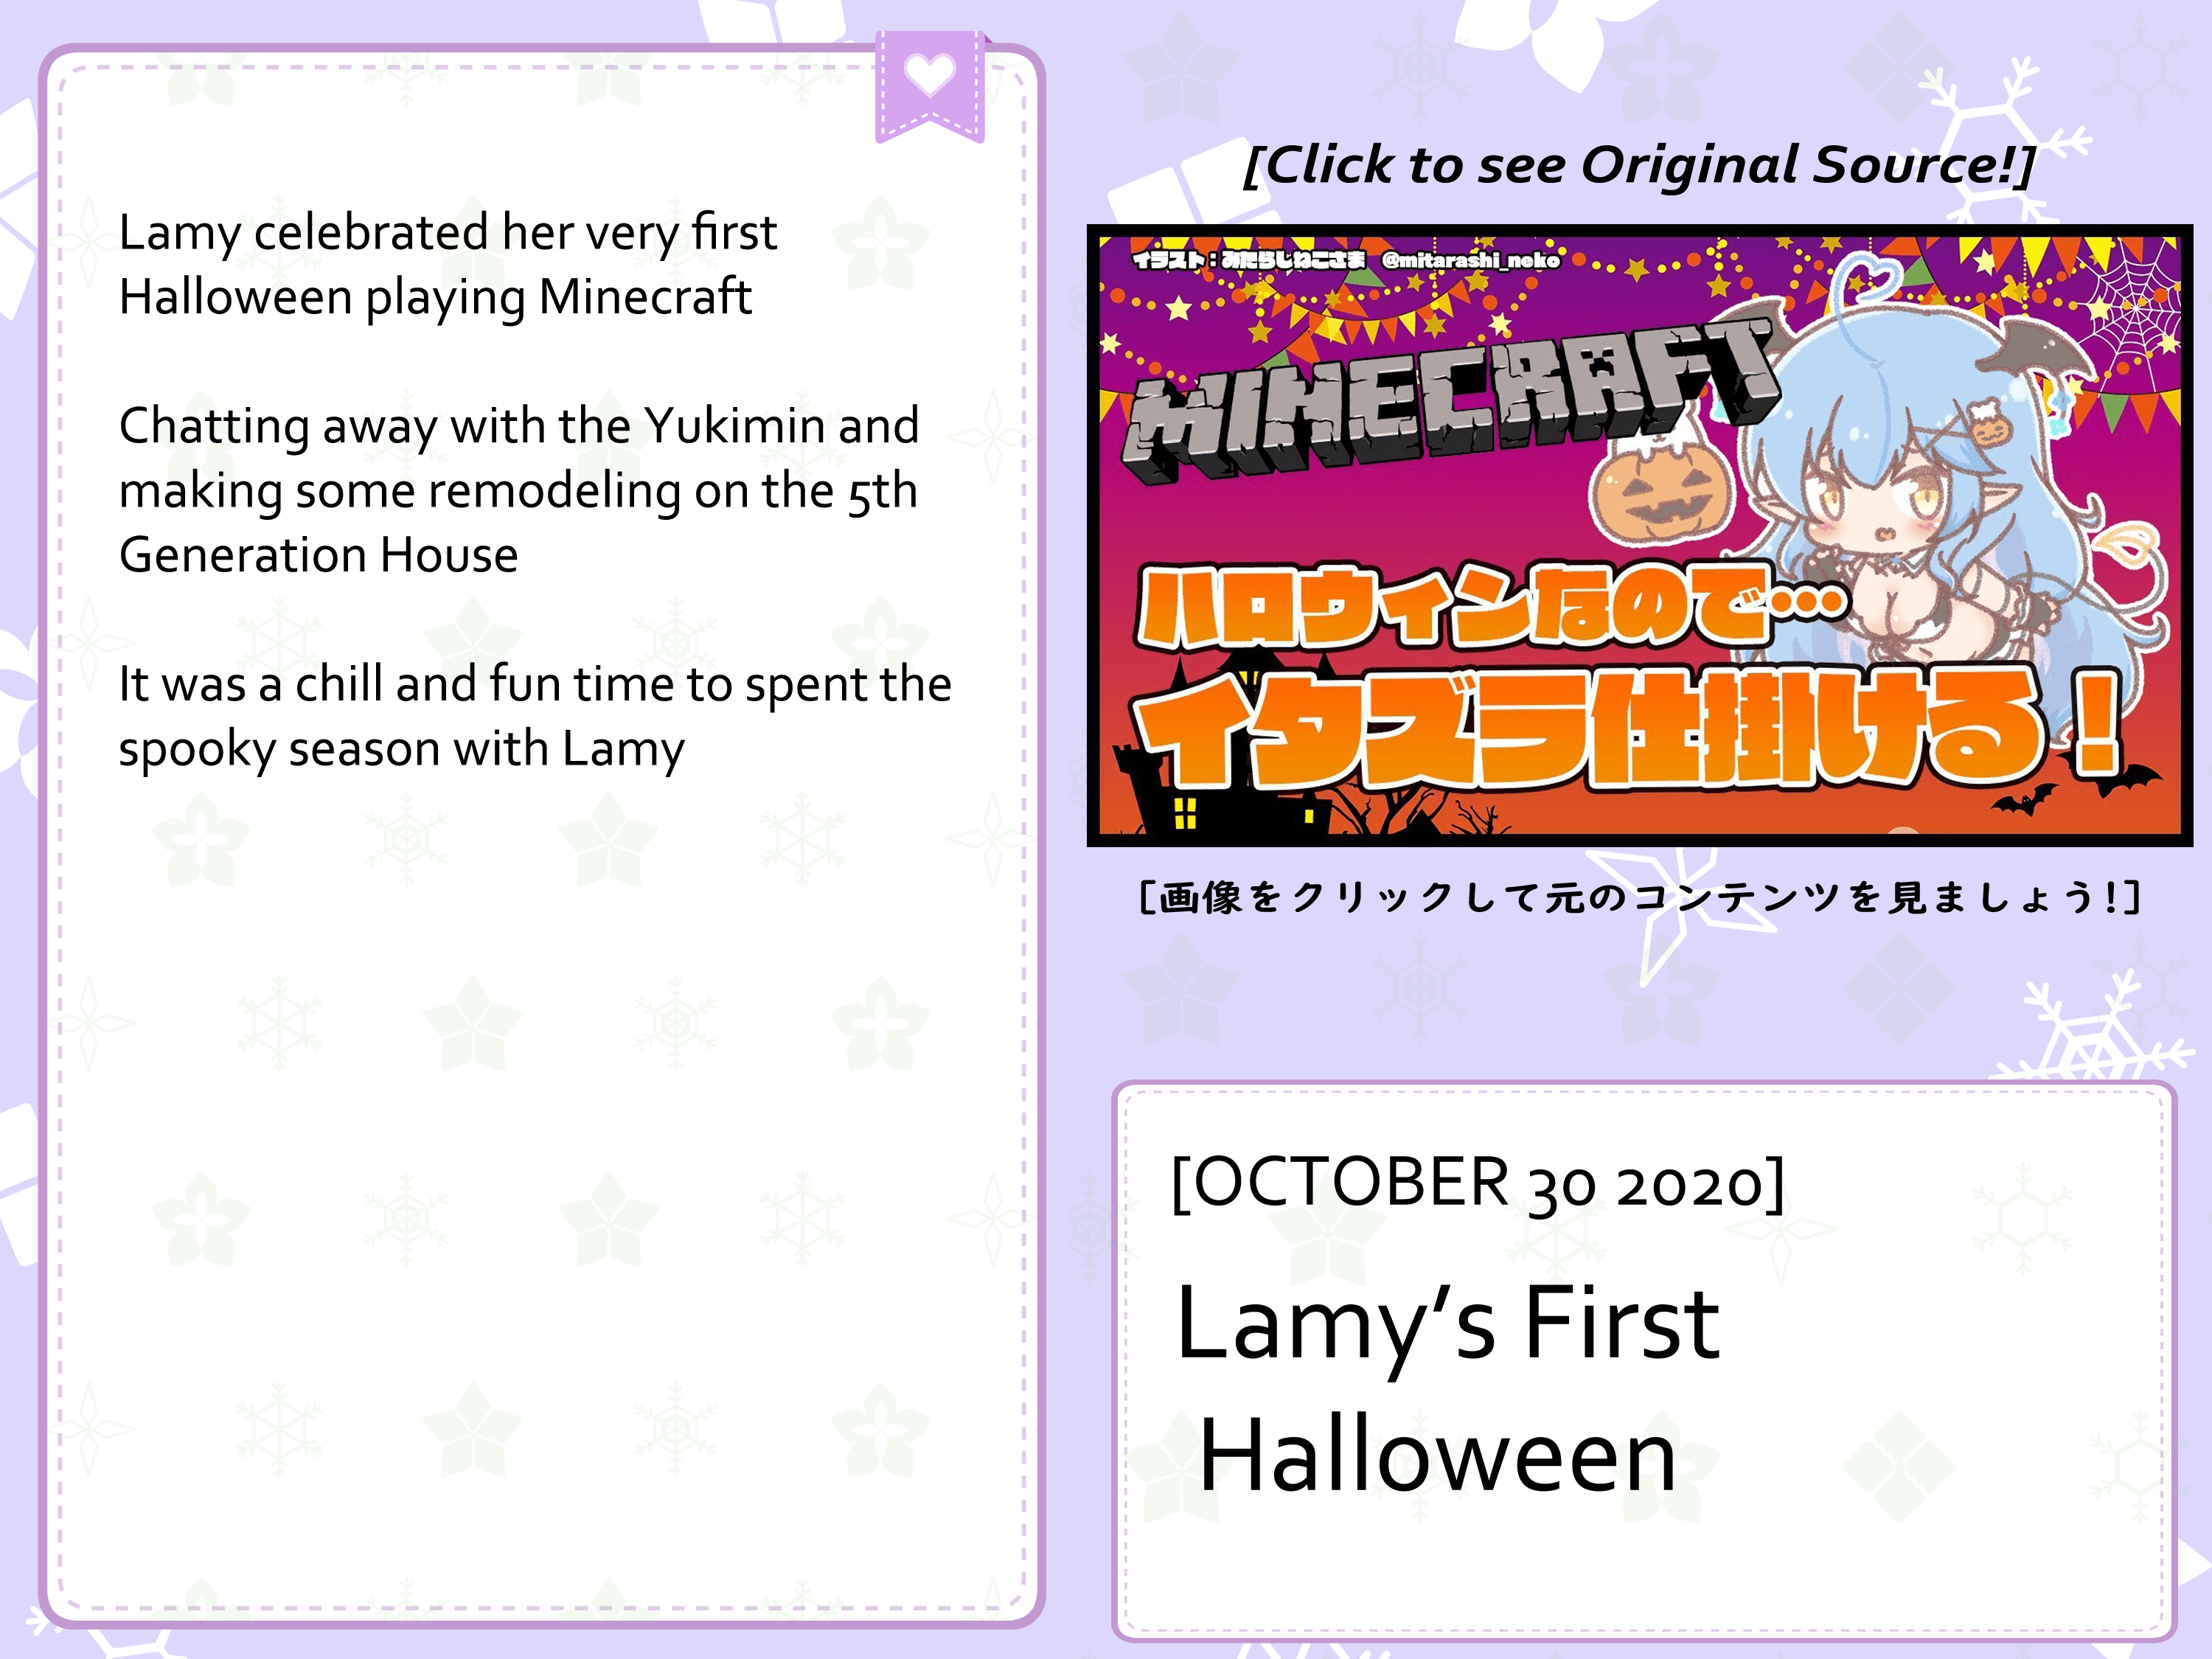 Lamy celebrated her very first
Halloween playing Minecraft
Chatting away with the Yukimin and
making some remodeling on the 5th
Generation House
It was a chill and fun time to spent the
spooky season with Lamy
[Click to see Original Source!]
イラスト：みたらしねこさま @mitarashi_neko
MINECRAFT
ハロウィンなので…
イタズラ仕掛ける！
[画像をクリックして元のコンテンツを見ましょう!]
[OCTOBER 30 2020]
Lamy's First
Halloween